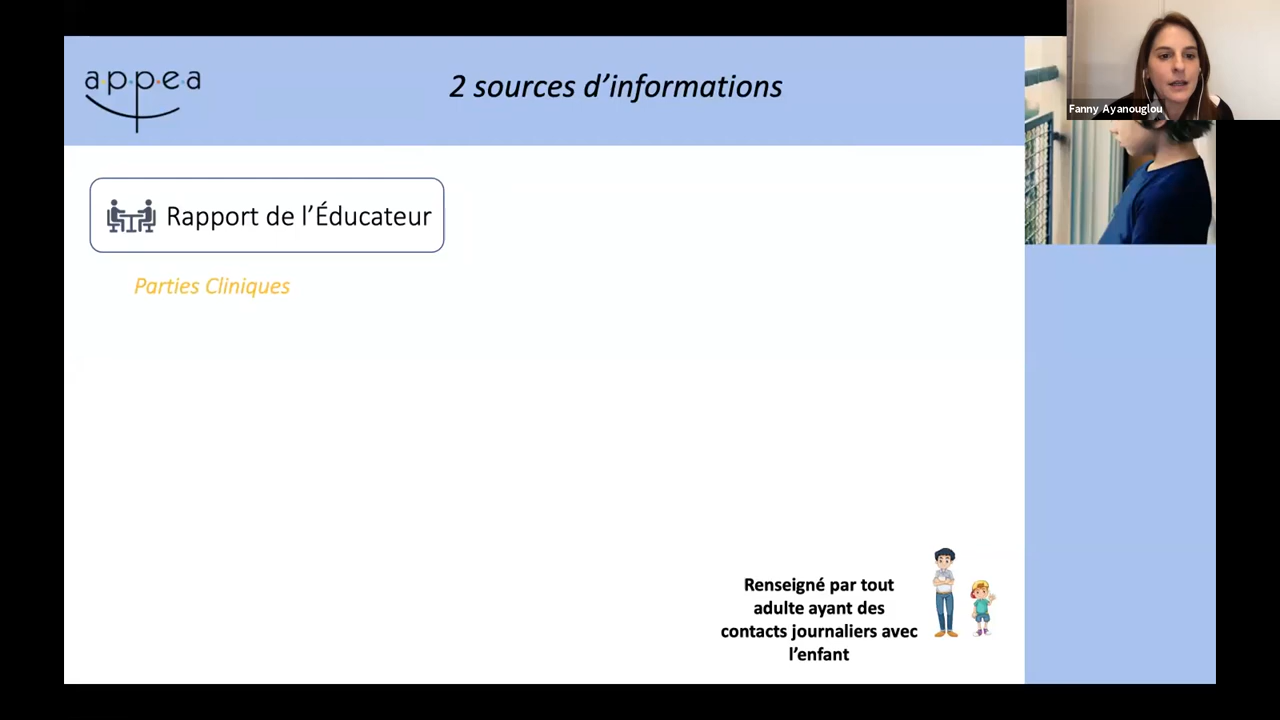 a.p.p.e.a
2 sources d’informations
Fanny Ayanouglou
Rapport de l’Éducateur
Parties Cliniques
Renseigné par tout
adulte ayant des
contacts journaliers avec
l’enfant